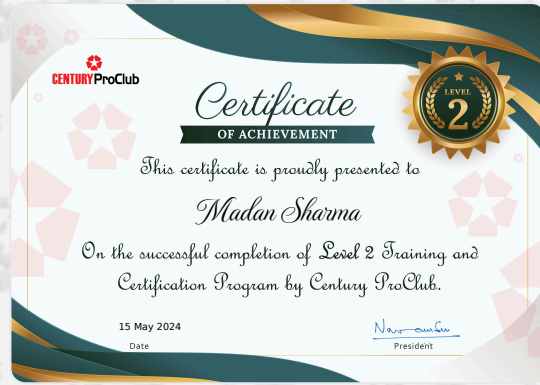 CENTURY ProClub
Certificate
OF ACHIEVEMENT
LEVEL
2
This certificate is proudly presented to
Madan Sharma
On the successful completion of Level 2 Training and
Certification Program by Century ProClub.
15 May 2024
Date
President